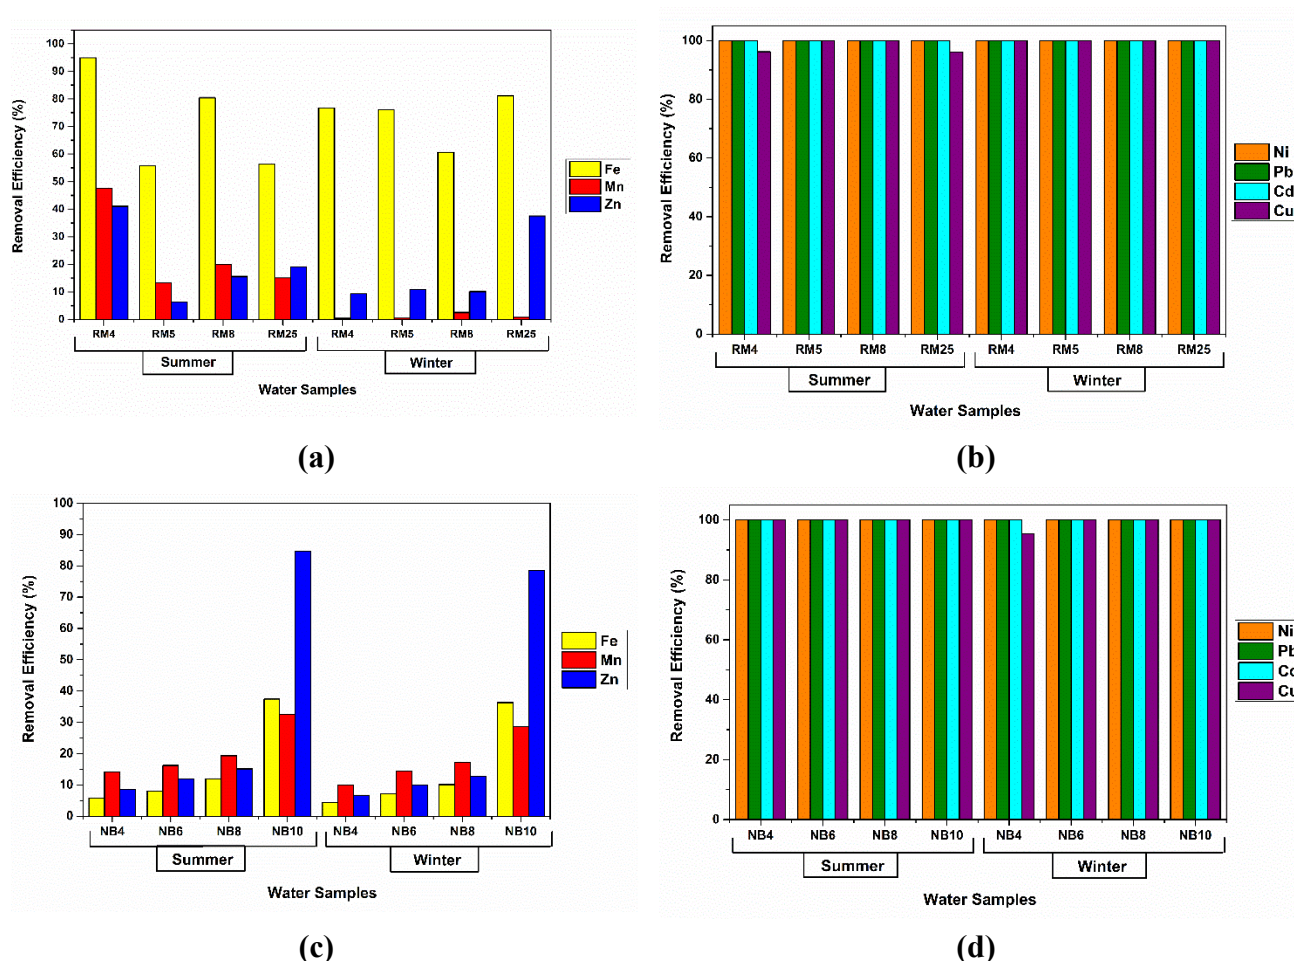 100
90
80
70
60
50
40
30
20
10
0
Removal Efficiency (%)
RM4 RM5 RM8 RM25 RM4 RM5 RM8 RM25
Summer Winter
Water Samples
Fe
Mn
Zn
(a)
100
80
60
40
20
0
Removal Efficiency (%)
RM4 RM5 RM8 RM25 RM4 RM5 RM8 RM25
Summer Winter
Water Samples
Ni
Pb
Cd
Cu
(b)
100
90
80
70
60
50
40
30
20
10
0
Removal Efficiency (%)
NB4 NB6 NB8 NB10 NB4 NB6 NB8 NB10
Summer Winter
Water Samples
Fe
Mn
Zn
(c)
100
80
60
40
20
0
Removal Efficiency (%)
NB4 NB6 NB8 NB10 NB4 NB6 NB8 NB10
Summer Winter
Water Samples
Ni
Pb
Cu
(d)